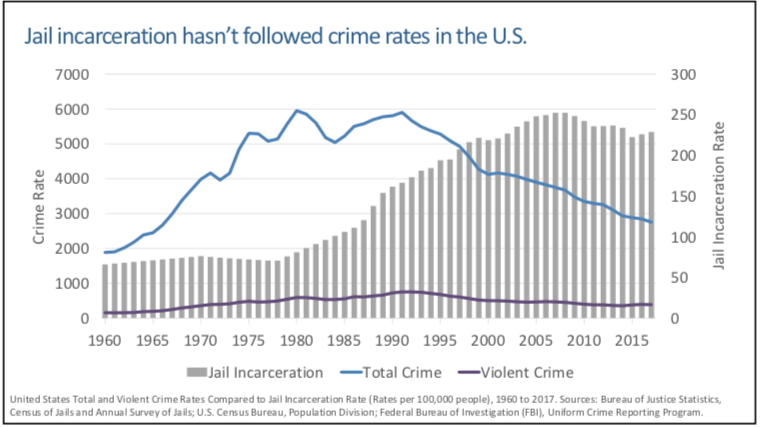 Jail incarceration hasn't followed crime rates in the U.S.
7000 300
6000 250
5000 200
4000 150
3000 100
2000 50
1000 0
0
Crime Rate
Jail Incarceration Rate
1960 1965 1970 1975 1980 1985 1990 1995 2000 2005 2010 2015
Jail Incarceration Total Crime Violent Crime
United States Total and Violent Crime Rates Compared to Jail Incarceration Rate (Rates per 100,000 people), 1960 to 2017. Sources: Bureau of Justice Statistics,
Census of Jails and Annual Survey of Jails; U.S. Census Bureau, Population Division; Federal Bureau of Investigation (FBI), Uniform Crime Reporting Program.